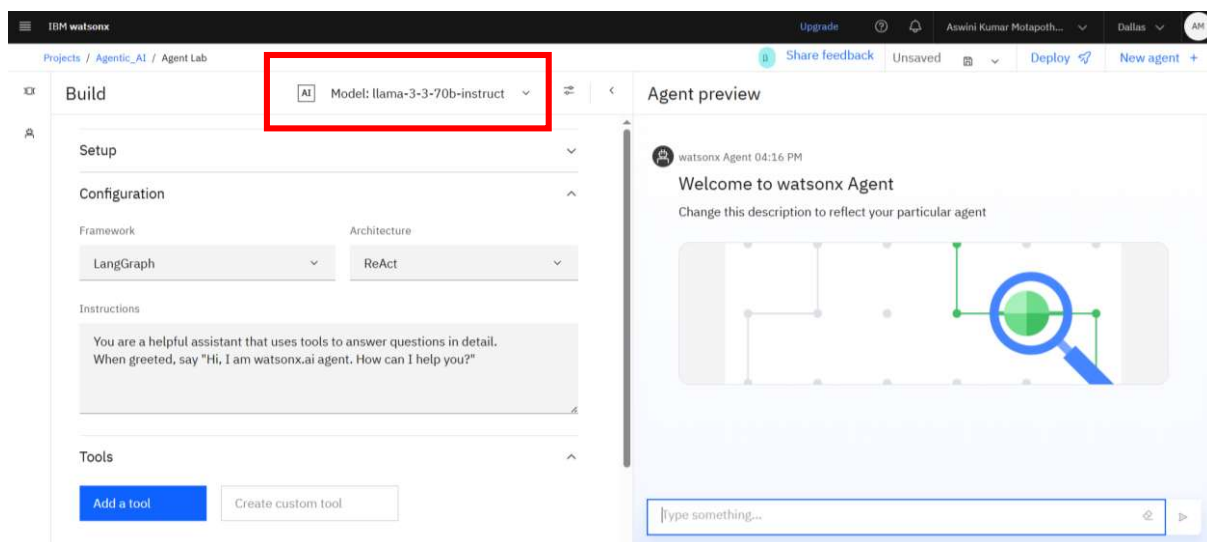 IBM watsonx
Upgrade
Aswini Kumar Motapoth...
Dallas
AM
Projects / Agentic_AI / Agent Lab
Share feedback
Unsaved
Deploy
New agent +
Build
AI Model: llama-3-3-70b-instruct
Agent preview
Setup
Configuration
Framework
Architecture
LangGraph
ReAct
Instructions
You are a helpful assistant that uses tools to answer questions in detail.
When greeted, say "Hi, I am watsonx.ai agent. How can I help you?"
Tools
Add a tool
Create custom tool
watsonx Agent 04:16 PM
Welcome to watsonx Agent
Change this description to reflect your particular agent
Type something...